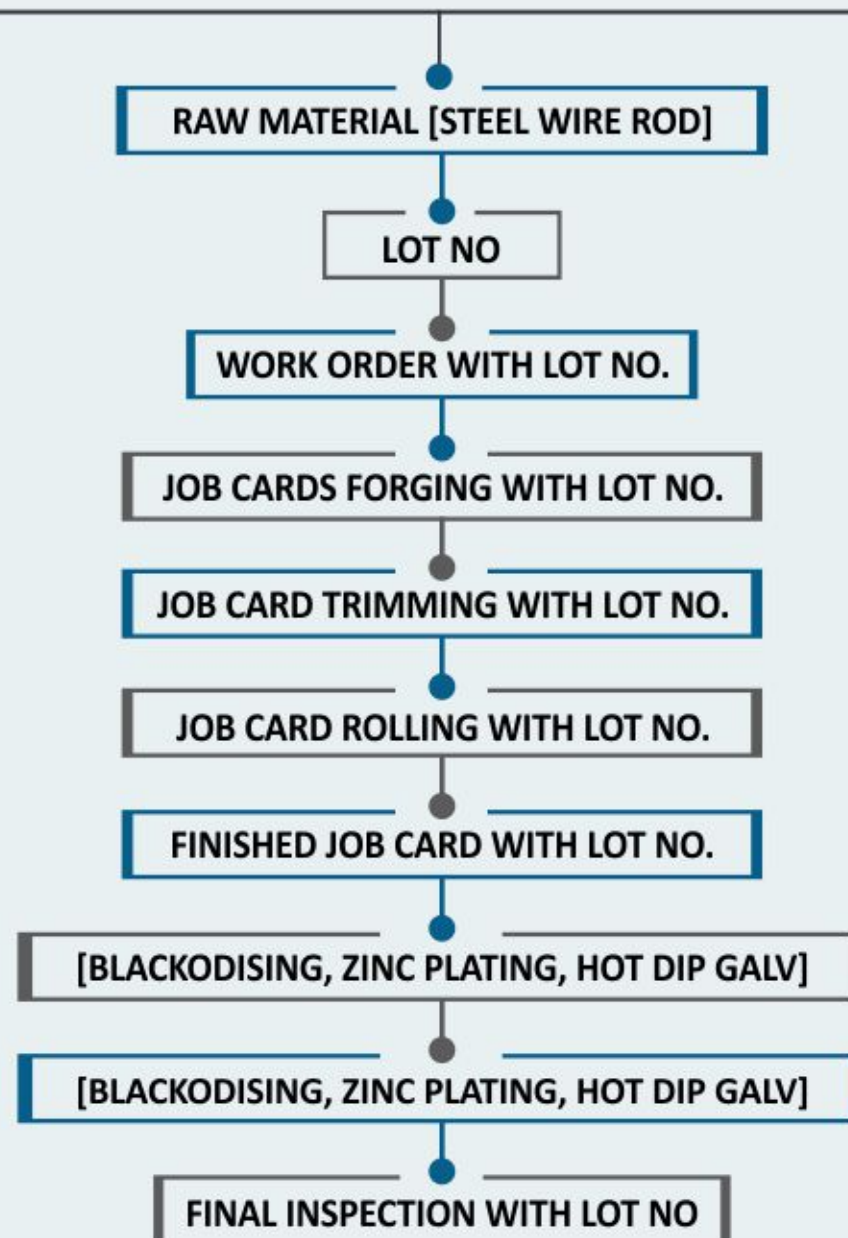 RAW MATERIAL [STEEL WIRE ROD]
LOT NO
WORK ORDER WITH LOT NO.
JOB CARDS FORGING WITH LOT NO.
JOB CARD TRIMMING WITH LOT NO.
JOB CARD ROLLING WITH LOT NO.
FINISHED JOB CARD WITH LOT NO.
[BLACKODISING, ZINC PLATING, HOT DIP GALV]
[BLACKODISING, ZINC PLATING, HOT DIP GALV]
FINAL INSPECTION WITH LOT NO